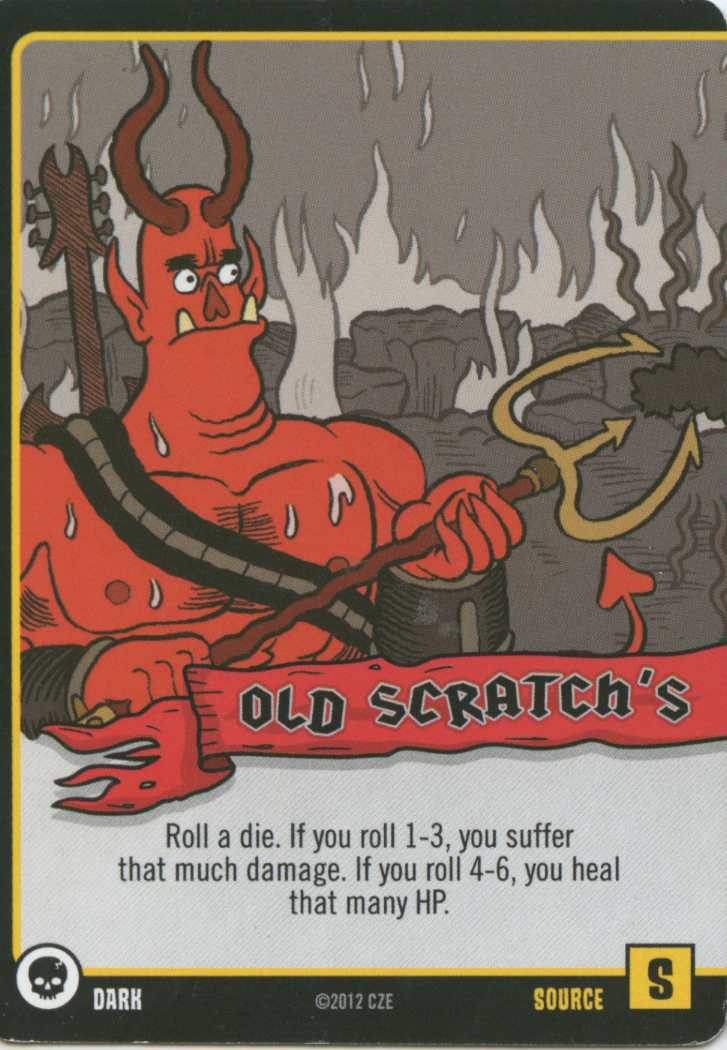 OLD SCRATCH'S
Roll a die. If you roll 1-3, you suffer
that much damage. If you roll 4-6, you heal
that many HP.
DARK ©2012 CZE SOURCE S